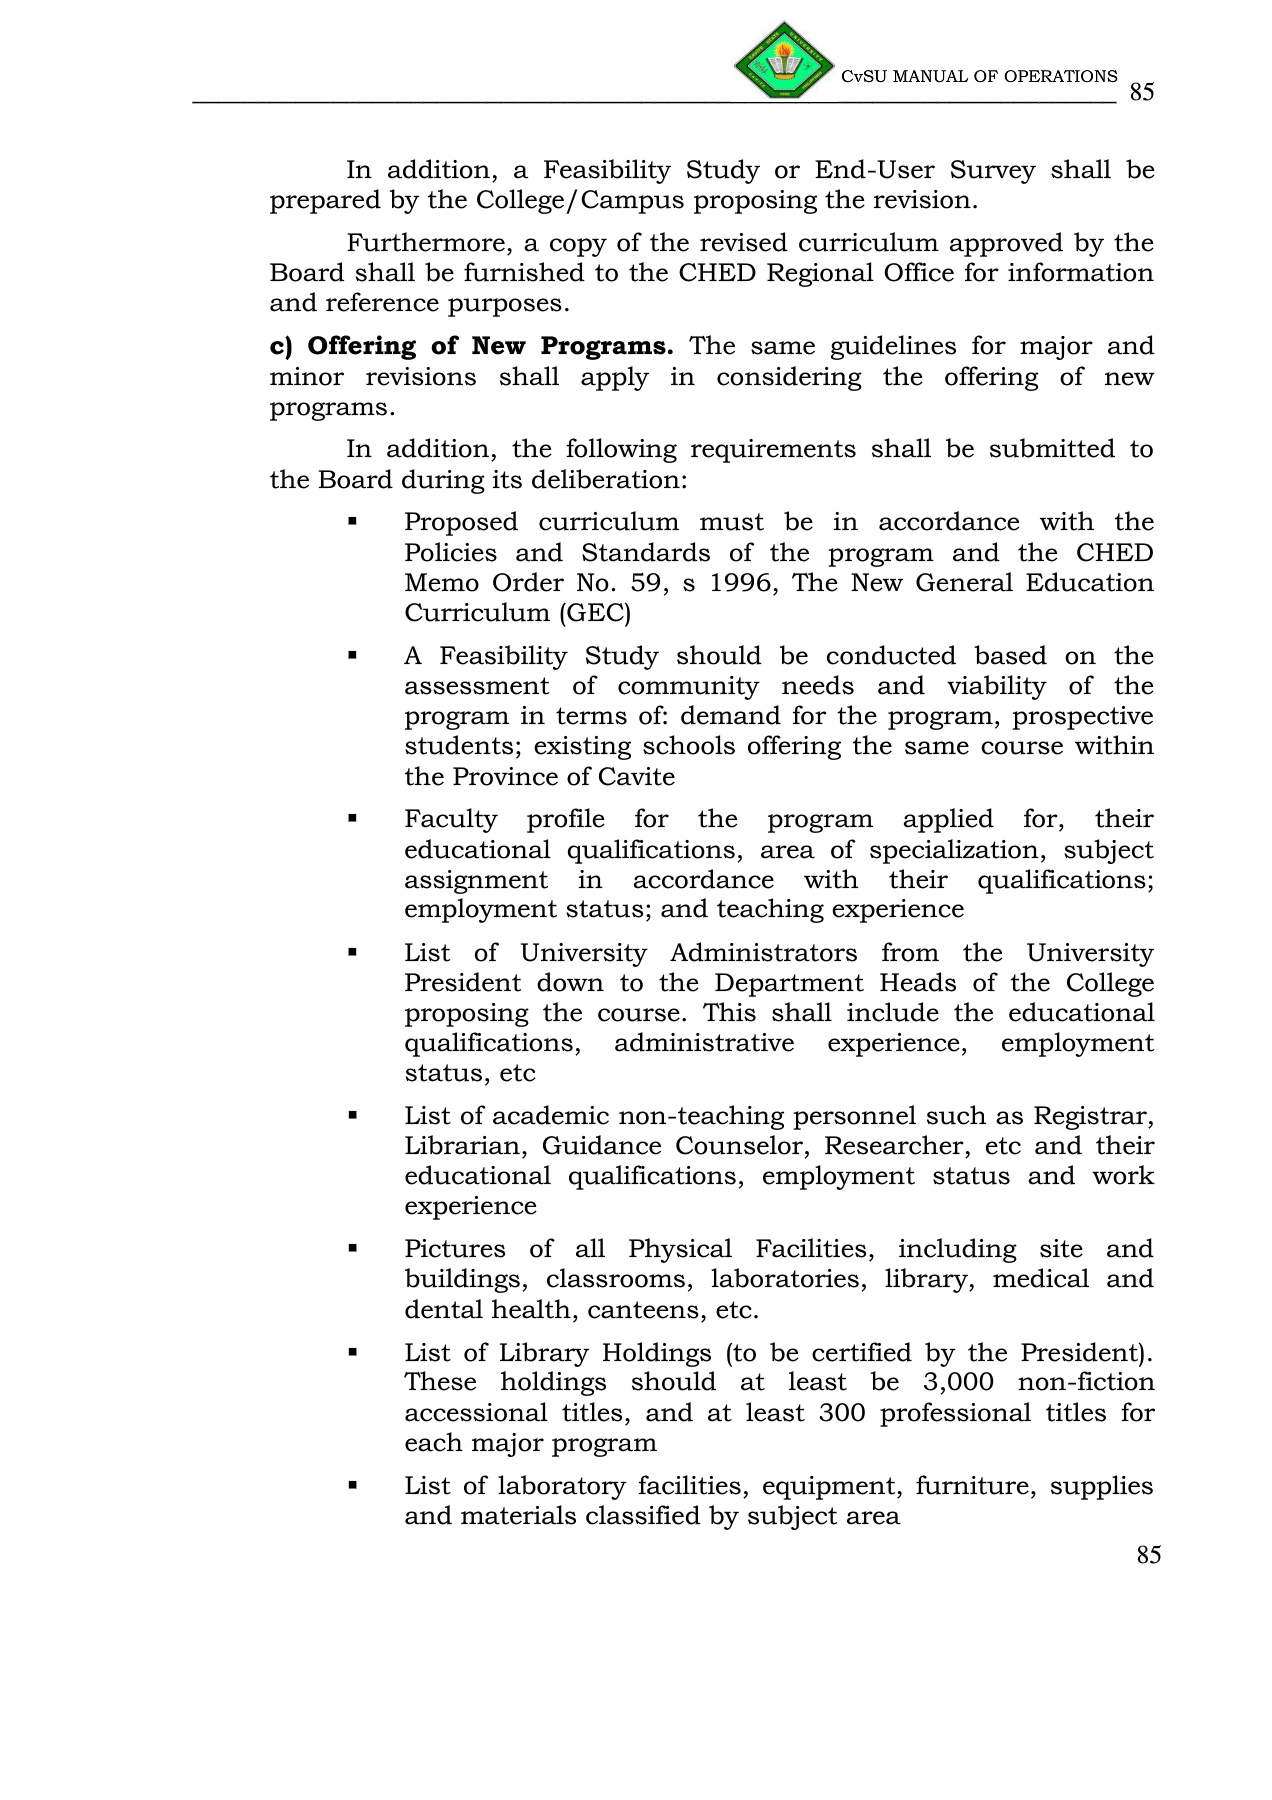 CvSU MANUAL OF OPERATIONS
85
In addition, a Feasibility Study or End-User Survey shall be
prepared by the College/Campus proposing the revision.
Furthermore, a copy of the revised curriculum approved by the
Board shall be furnished to the CHED Regional Office for information
and reference purposes.
c) Offering of New Programs. The same guidelines for major and
minor revisions shall apply in considering the offering of new
programs.
In addition, the following requirements shall be submitted to
the Board during its deliberation:
▪ Proposed curriculum must be in accordance with the
Policies and Standards of the program and the CHED
Memo Order No. 59, s 1996, The New General Education
Curriculum (GEC)
▪ A Feasibility Study should be conducted based on the
assessment of community needs and viability of the
program in terms of: demand for the program, prospective
students; existing schools offering the same course within
the Province of Cavite
▪ Faculty profile for the program applied for, their
educational qualifications, area of specialization, subject
assignment in accordance with their qualifications;
employment status; and teaching experience
▪ List of University Administrators from the University
President down to the Department Heads of the College
proposing the course. This shall include the educational
qualifications, administrative experience, employment
status, etc
▪ List of academic non-teaching personnel such as Registrar,
Librarian, Guidance Counselor, Researcher, etc and their
educational qualifications, employment status and work
experience
▪ Pictures of all Physical Facilities, including site and
buildings, classrooms, laboratories, library, medical and
dental health, canteens, etc.
▪ List of Library Holdings (to be certified by the President).
These holdings should at least be 3,000 non-fiction
accessional titles, and at least 300 professional titles for
each major program
▪ List of laboratory facilities, equipment, furniture, supplies
and materials classified by subject area
85